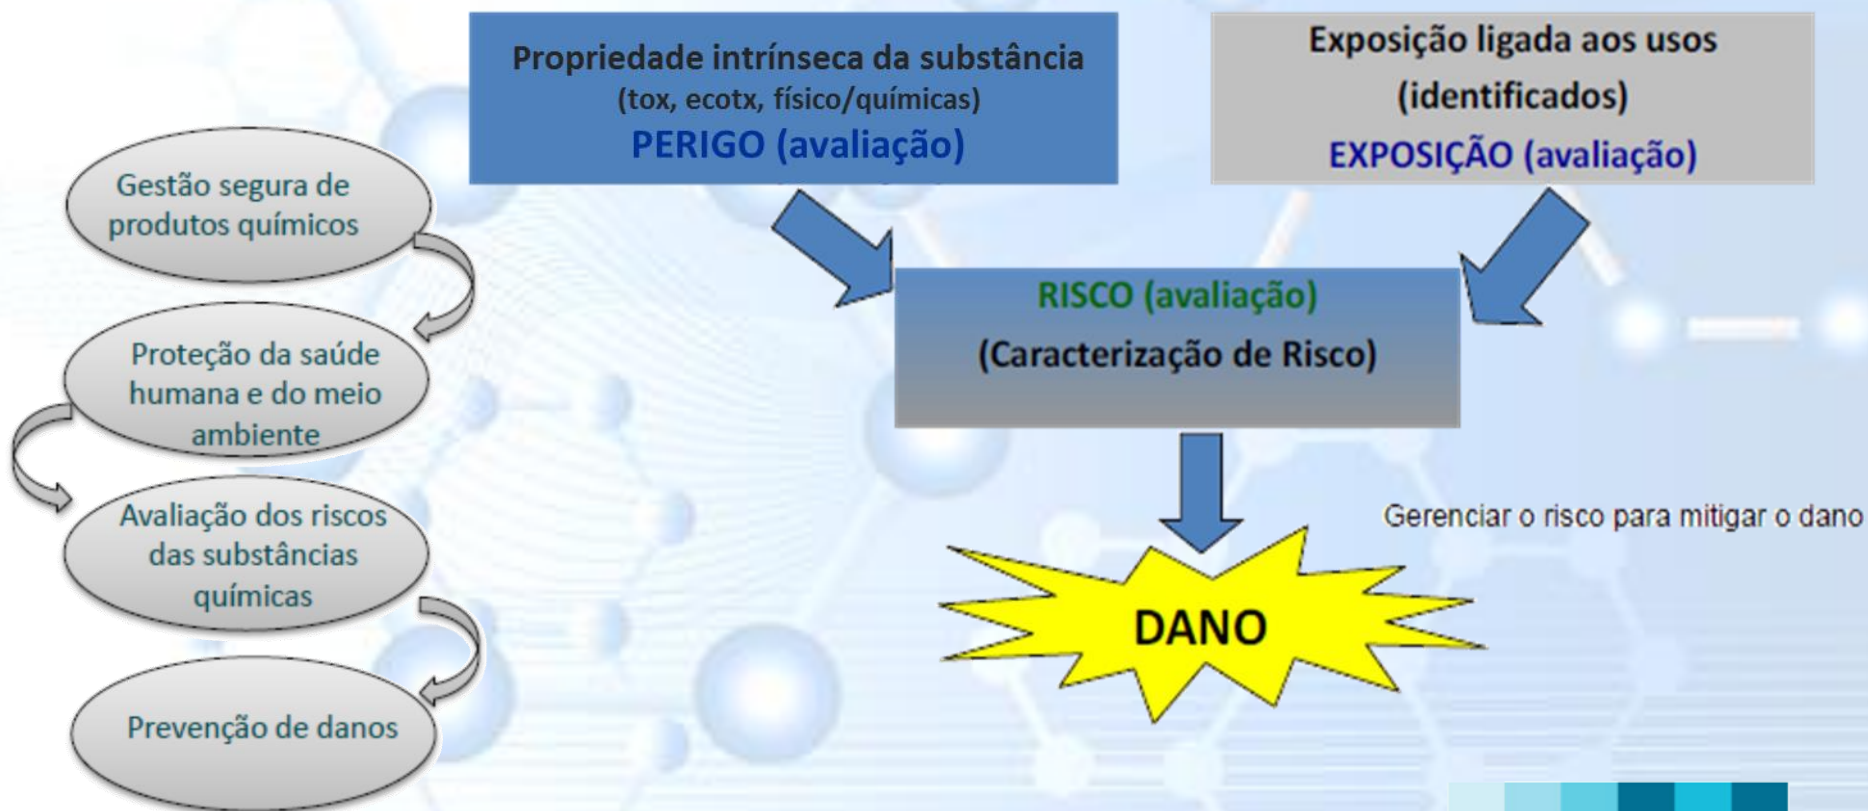 Propriedade intrínseca da substância
(tox, ecotx, físico/químicas)
PERIGO (avaliação)
Exposição ligada aos usos
(identificados)
EXPOSIÇÃO (avaliação)
Gestão segura de
produtos químicos
Proteção da saúde
humana e do meio
ambiente
Avaliação dos riscos
das substâncias
químicas
Prevenção de danos
RISCO (avaliação)
(Caracterização de Risco)
Gerenciar o risco para mitigar o dano
DANO